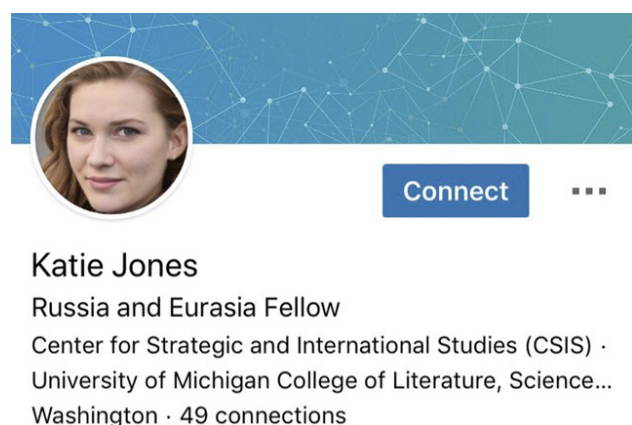 Connect
Katie Jones
Russia and Eurasia Fellow
Center for Strategic and International Studies (CSIS) ·
University of Michigan College of Literature, Science...
Washington · 49 connections